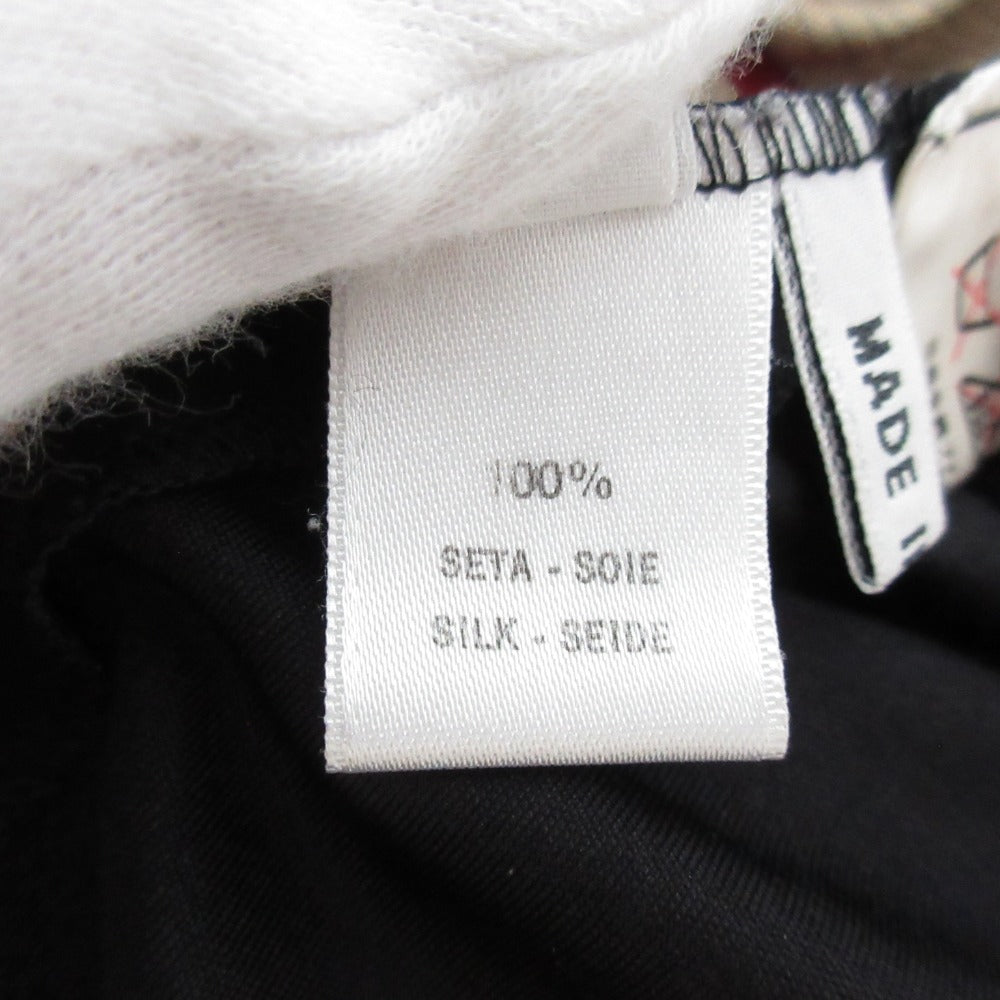 100%
SETA - SOIE
SILK - SEIDE
MADE